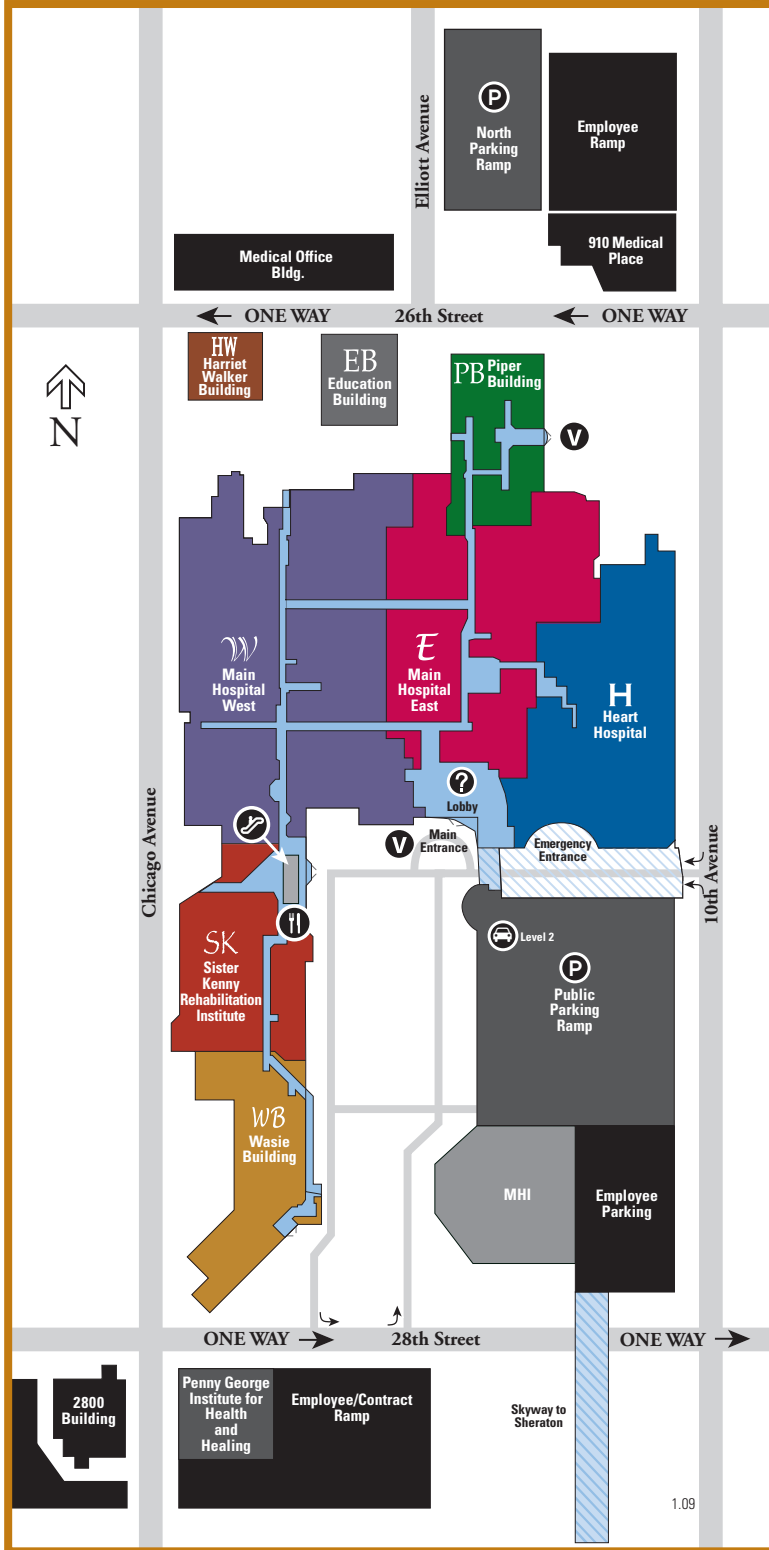 Elliott Avenue
P
North
Parking
Ramp
Employee
Ramp
910 Medical
Place
Medical Office
Bldg.
ONE WAY
26th Street
ONE WAY
HW
Harriet
Walker
Building
EB
Education
Building
PB Piper
Building
V
N
W
Main
Hospital
West
E
Main
Hospital
East
H
Heart
Hospital
?
Lobby
V
Main
Entrance
Emergency
Entrance
Chicago Avenue
10th Avenue
Level 2
SK
Sister
Kenny
Rehabilitation
Institute
P
Public
Parking
Ramp
WB
Wasie
Building
MHI
Employee
Parking
ONE WAY
28th Street
ONE WAY
2800
Building
Penny George
Institute for
Health
and
Healing
Employee/Contract
Ramp
Skyway to
Sheraton
1.09